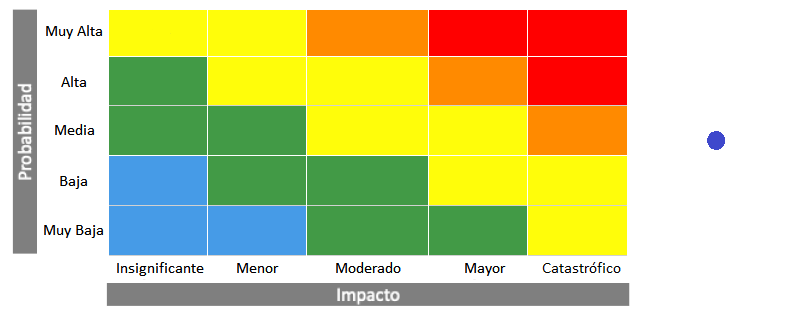 Probabilidad
Muy Alta
Alta
Media
Baja
Muy Baja
Insignificante Menor Moderado Mayor Catastrófico
Impacto